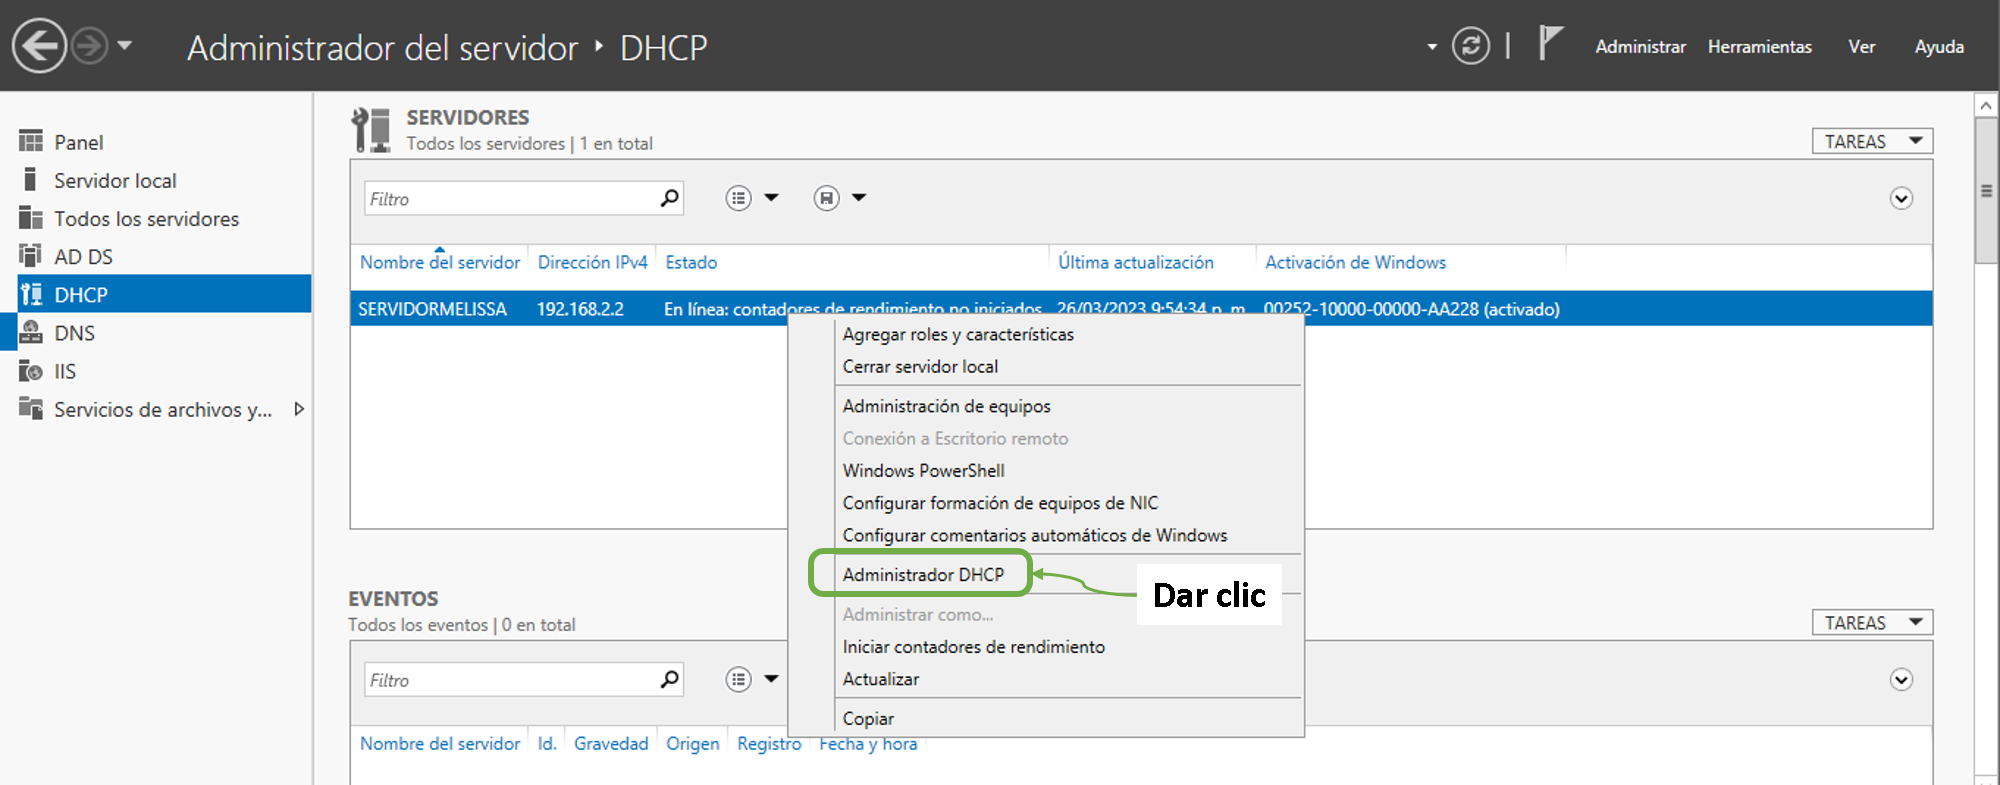 Administrador del servidor ‣ DHCP
Administrar Herramientas Ver Ayuda
Panel
Servidor local
Todos los servidores
AD DS
DHCP
DNS
IIS
Servicios de archivos y...
SERVIDORES
Todos los servidores | 1 en total
TAREAS
Filtro
Nombre del servidor Dirección IPv4 Estado Última actualización Activación de Windows
SERVIDORMELISSA 192.168.2.2 En línea: contadores de rendimiento no iniciados 26/03/2023 9:54:34 p. m. 00252-10000-00000-AA228 (activado)
Agregar roles y características
Cerrar servidor local
Administración de equipos
Conexión a Escritorio remoto
Windows PowerShell
Configurar formación de equipos de NIC
Configurar comentarios automáticos de Windows
Administrador DHCP
Dar clic
Administrar como...
Iniciar contadores de rendimiento
Actualizar
Copiar
EVENTOS
Todos los eventos | 0 en total
TAREAS
Filtro
Nombre del servidor Id. Gravedad Origen Registro Fecha y hora